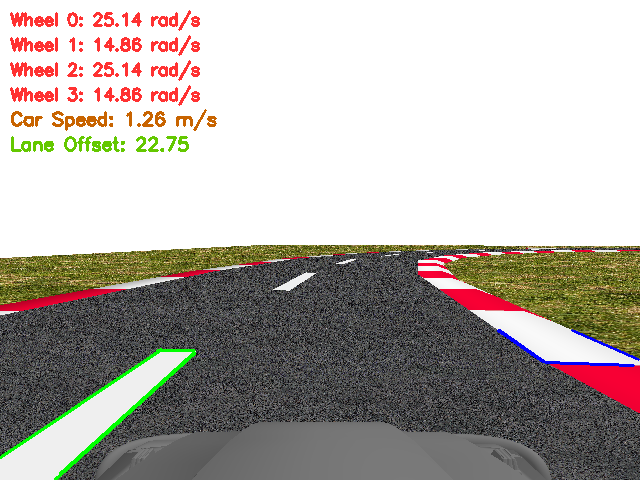 Wheel 0: 25.14 rad/s
Wheel 1: 14.86 rad/s
Wheel 2: 25.14 rad/s
Wheel 3: 14.86 rad/s
Car Speed: 1.26 m/s
Lane Offset: 22.75